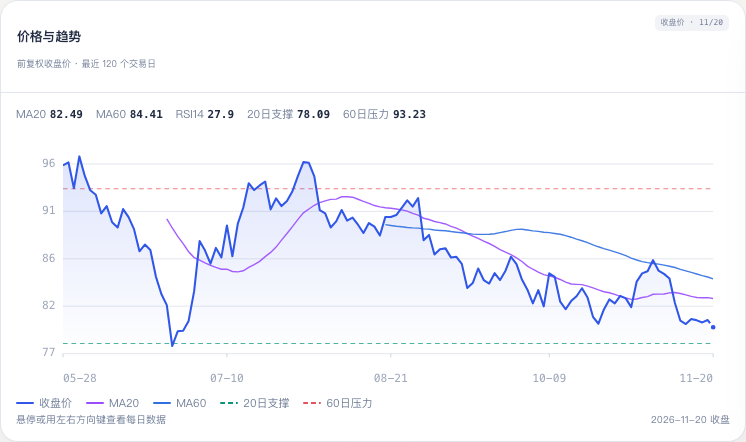 收盘价 · 11/20
价格与趋势
前复权收盘价 · 最近 120 个交易日
MA20 82.49 MA60 84.41 RSI14 27.9 20日支撑 78.09 60日压力 93.23
96
91
86
82
77
05-28 07-10 08-21 10-09 11-20
收盘价 MA20 MA60 20日支撑 60日压力
悬停或用左右方向键查看每日数据 2026-11-20 收盘